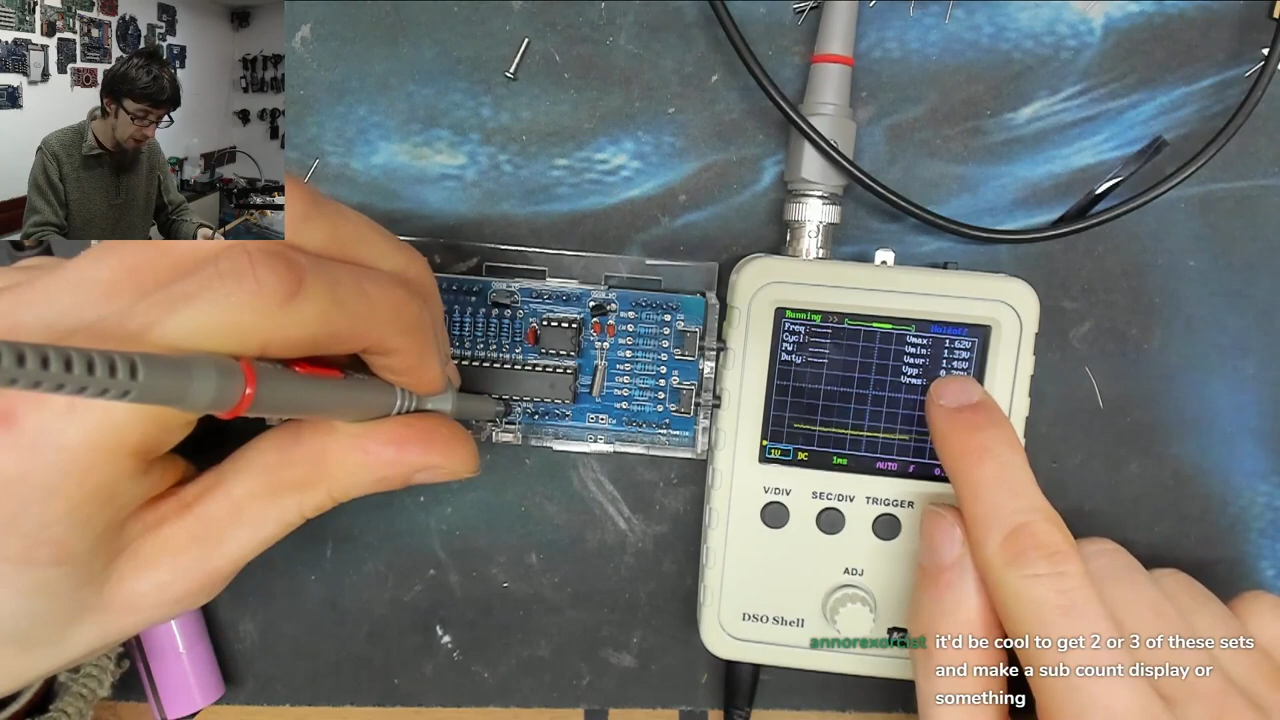 Running >>
Holdoff
Freq:
Cycl:
PW:
Duty:
Vmax: 1.62V
Vmin: 1.39V
Vavr: 1.46V
Vpp:
Vrms:
1V DC 1ms AUTO
V/DIV SEC/DIV TRIGGER
ADJ
DSO Shell
annorexorcist it'd be cool to get 2 or 3 of these sets
and make a sub count display or
something